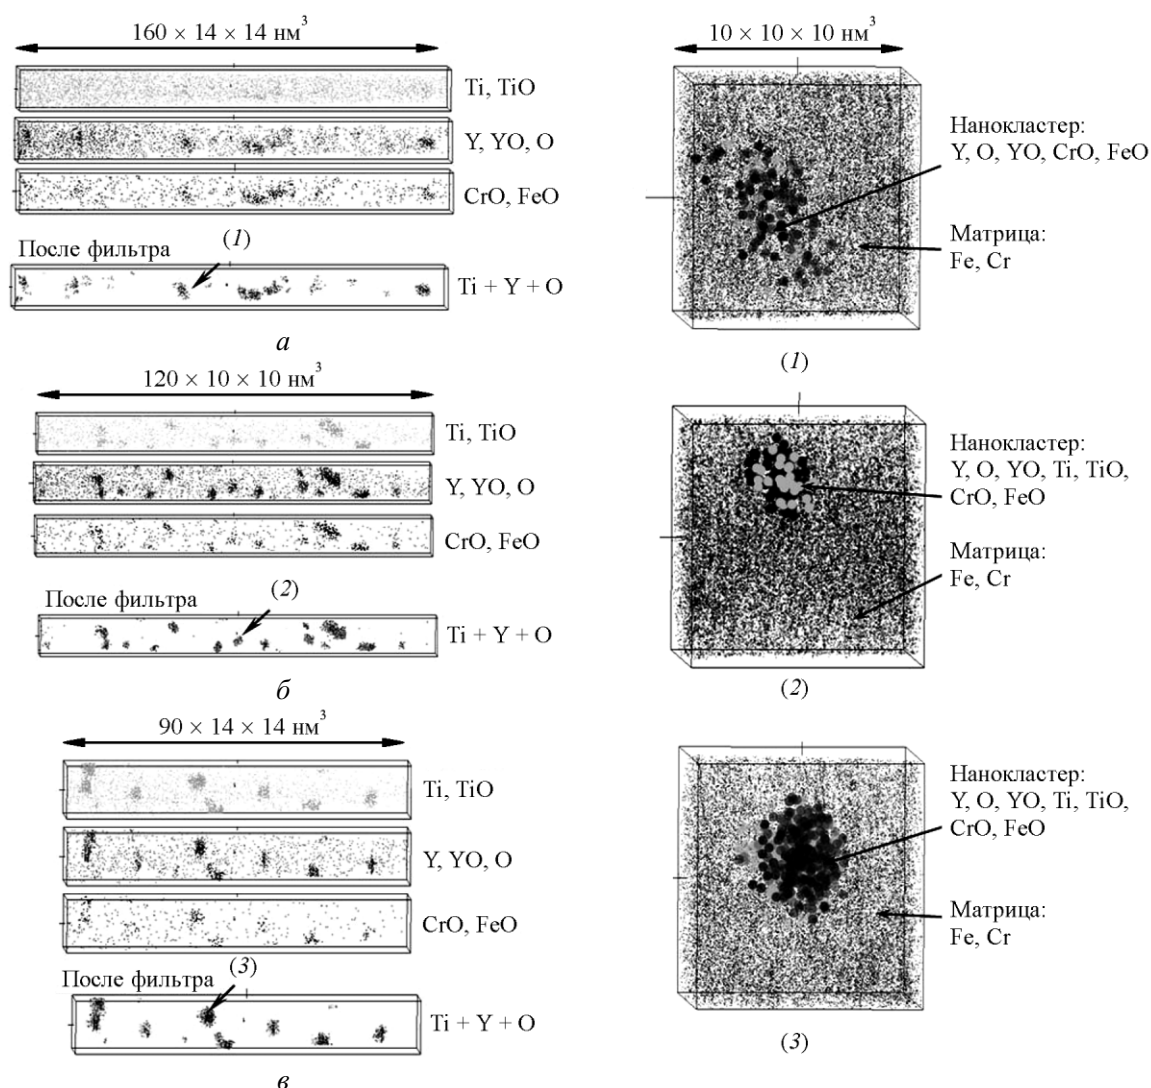 160 × 14 × 14 нм³
Ti, TiO
Y, YO, O
CrO, FeO
(1)
После фильтра
Ti + Y + O
а
120 × 10 × 10 нм³
Ti, TiO
Y, YO, O
CrO, FeO
(2)
После фильтра
Ti + Y + O
б
90 × 14 × 14 нм³
Ti, TiO
Y, YO, O
CrO, FeO
(3)
После фильтра
Ti + Y + O
в
10 × 10 × 10 нм³
Нанокластер:
Y, O, YO, CrO, FeO
Матрица:
Fe, Cr
(1)
Нанокластер:
Y, O, YO, Ti, TiO,
CrO, FeO
Матрица:
Fe, Cr
(2)
Нанокластер:
Y, O, YO, Ti, TiO,
CrO, FeO
Матрица:
Fe, Cr
(3)